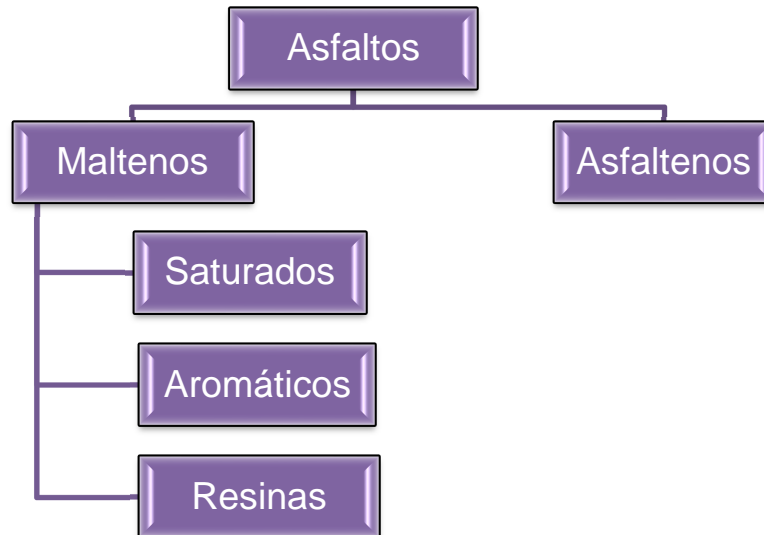 Asfaltos
Maltenos
Asfaltenos
Saturados
Aromáticos
Resinas